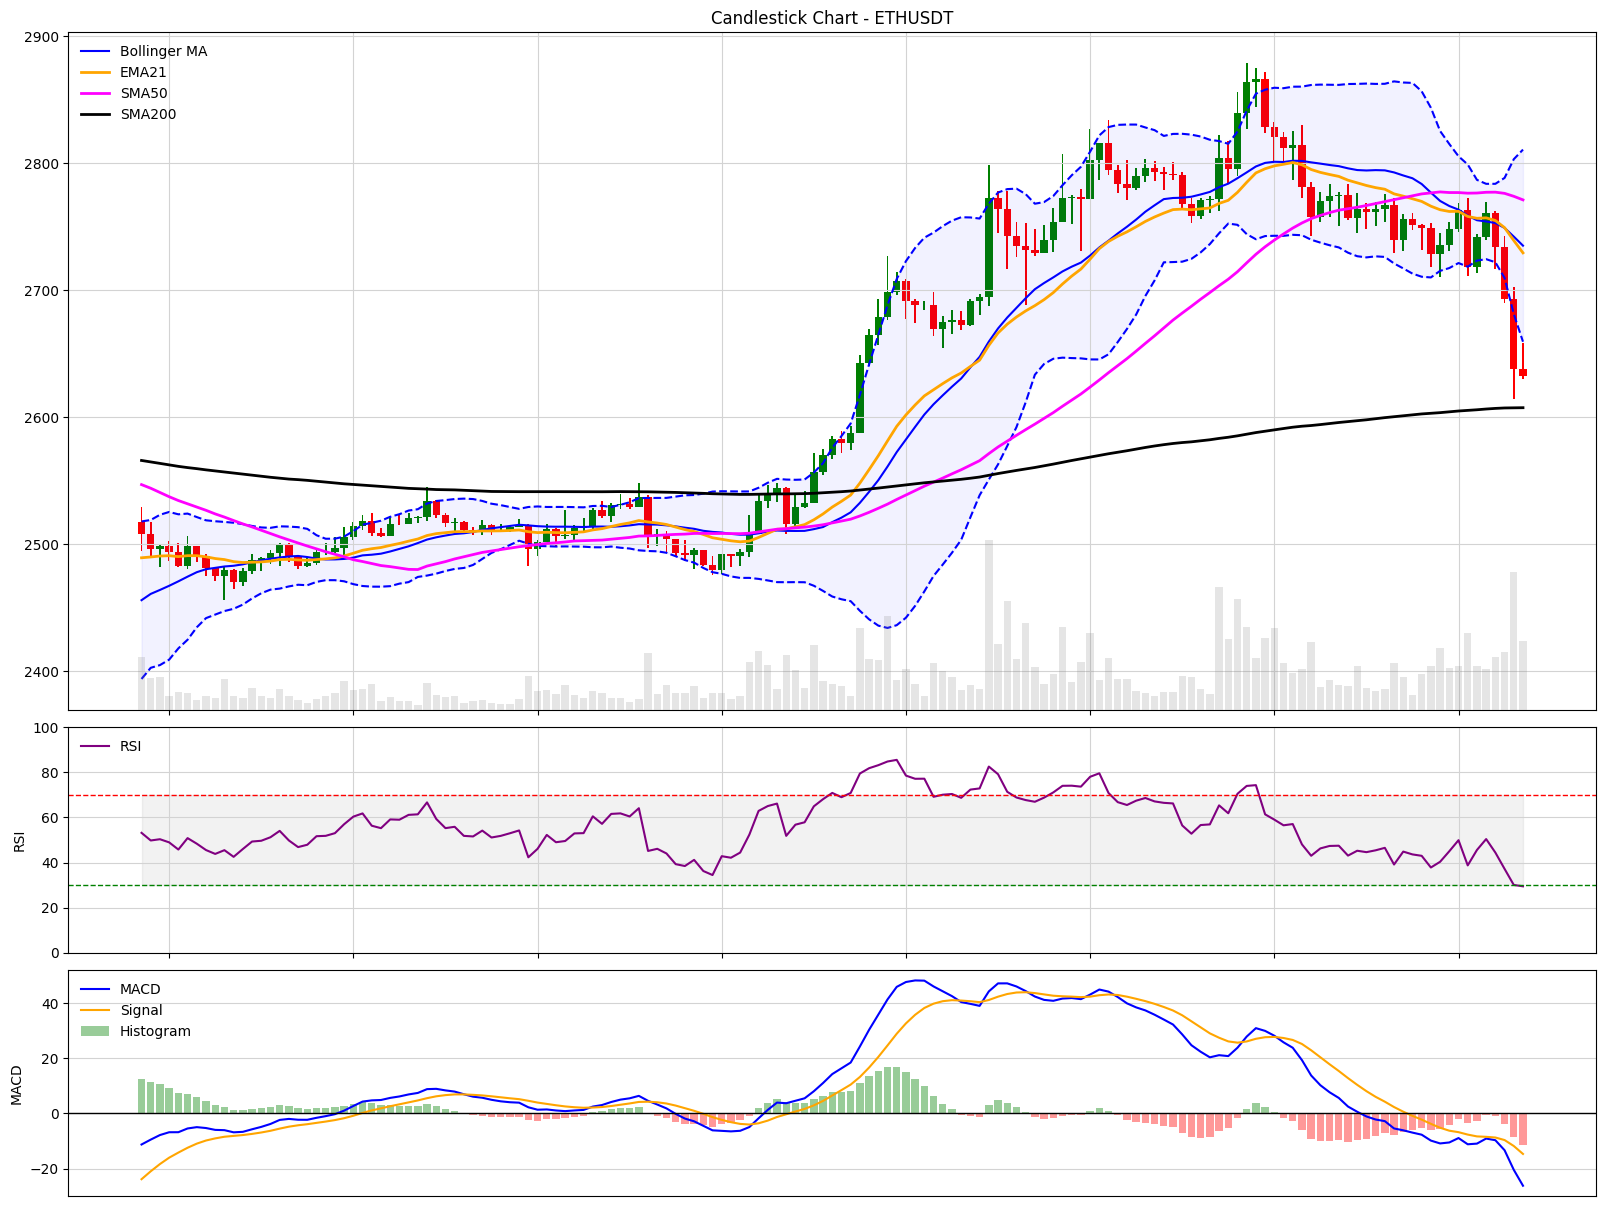 Candlestick Chart - ETHUSDT
2900
2800
2700
2600
2500
2400
Bollinger MA
EMA21
SMA50
SMA200
100
80
60
40
20
0
RSI
RSI
40
20
0
−20
MACD
MACD
Signal
Histogram